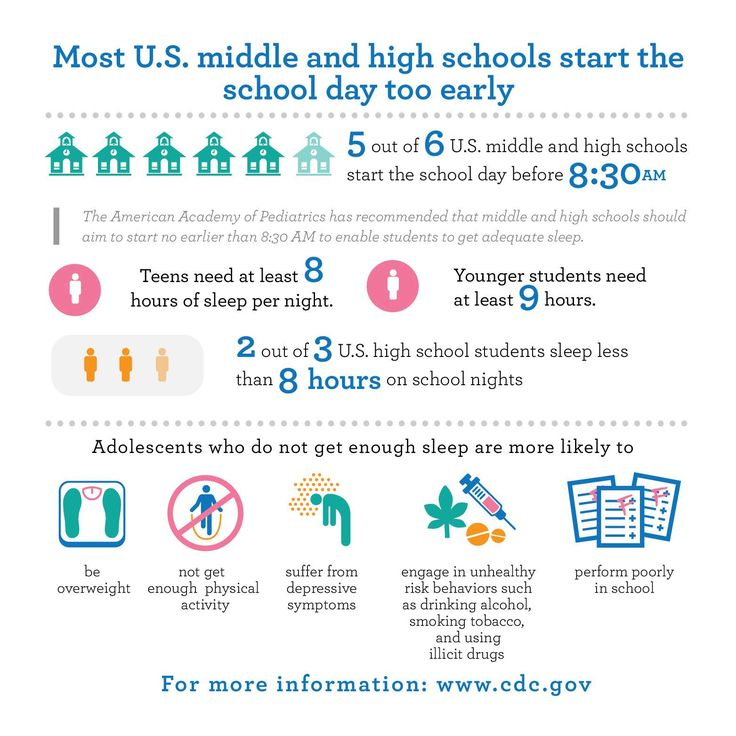 Most U.S. middle and high schools start the
school day too early
5 out of 6 U.S. middle and high schools
start the school day before 8:30 AM
The American Academy of Pediatrics has recommended that middle and high schools should
aim to start no earlier than 8:30 AM to enable students to get adequate sleep.
Teens need at least 8
hours of sleep per night.
Younger students need
at least 9 hours.
2 out of 3 U.S. high school students sleep less
than 8 hours on school nights
Adolescents who do not get enough sleep are more likely to
be
overweight
not get
enough physical
activity
suffer from
depressive
symptoms
engage in unhealthy
risk behaviors such
as drinking alcohol,
smoking tobacco,
and using
illicit drugs
F
F
F
perform poorly
in school
For more information: www.cdc.gov